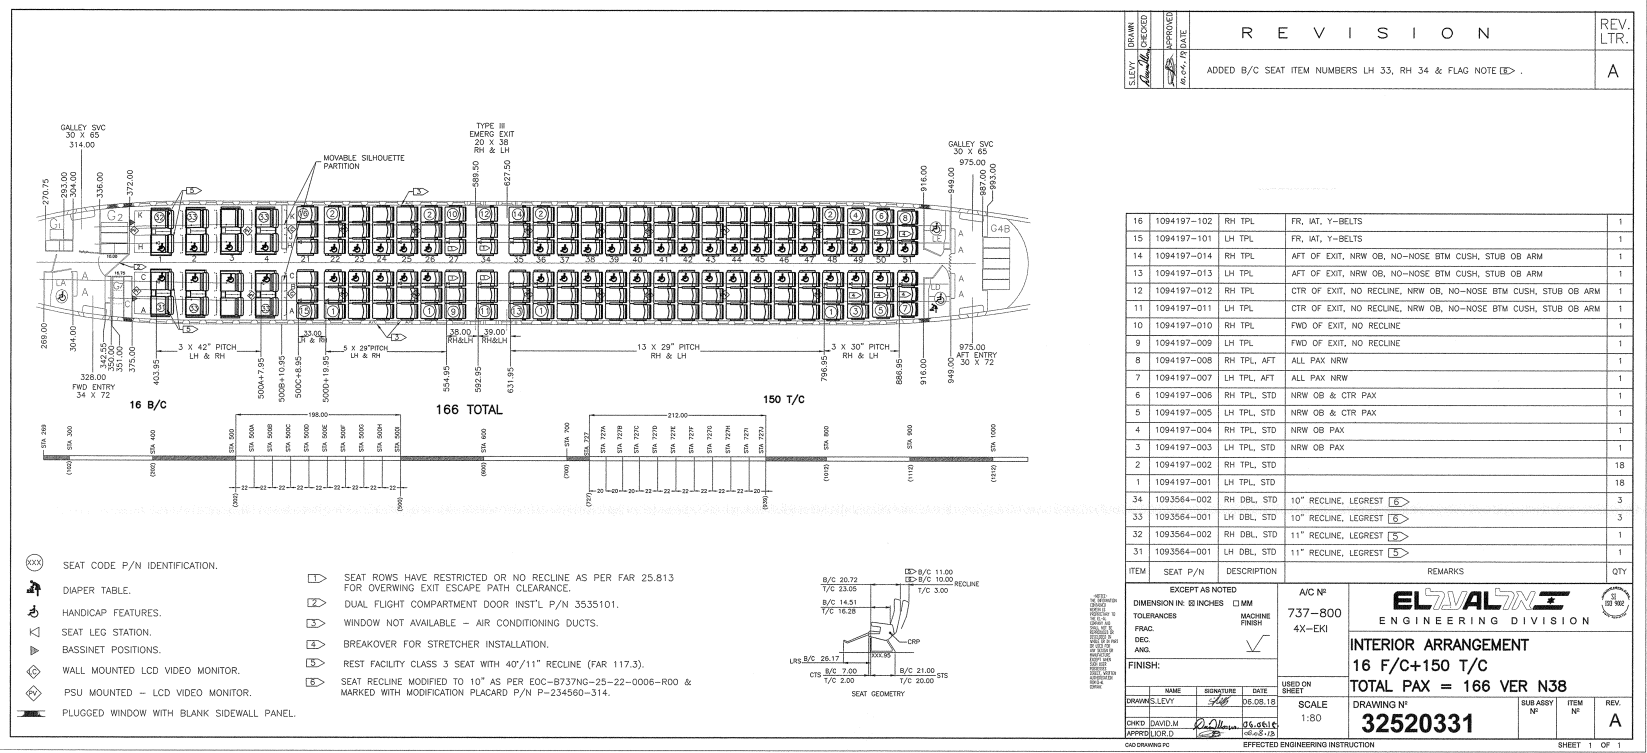 DRAWN
CHECKED
APPROVED
DATE
S.LEVY
R E V I S I O N
REV.
LTR.
ADDED B/C SEAT ITEM NUMBERS LH 33, RH 34 & FLAG NOTE 6 .
A
GALLEY SVC
30 X 65
314.00
TYPE III
EMERG EXIT
20 X 38
RH & LH
MOVABLE SILHOUETTE
PARTITION
GALLEY SVC
30 X 65
975.00
270.75
293.00
304.00
336.00
372.00
589.50
627.50
916.00
949.00
987.00
993.00
5
3
G1
G2
G4B
K
H
32
33
33
16
2
2
10
12
14
2
2
4
6
8
1 2 3 4 21 22 23 24 25 26 27 34 35 36 37 38 39 40 41 42 43 44 45 46 47 48 49 50 51
LA
LE
LD
31
33
33
15
1
1
9
11
13
1
1
3
5
7
269.00
304.00
342.55
350.00
351.00
375.00
403.95
3 X 42" PITCH
LH & RH
500A+7.95
500B+10.95
500C+8.95
500D+19.95
33.00
LH & RH
5 X 29"PITCH
LH & RH
38.00
RH&LH
39.00
RH&LH
554.95
592.95
631.95
13 X 29" PITCH
RH & LH
3 X 30" PITCH
RH & LH
796.95
886.95
916.00
949.00
975.00
AFT ENTRY
30 X 72
328.00
FWD ENTRY
34 X 72
16 B/C
166 TOTAL
150 T/C
198.00
212.00
STA 269
STA 300
STA 400
STA 500
STA 500A
STA 500B
STA 500C
STA 500D
STA 500E
STA 500F
STA 500G
STA 500H
STA 500I
STA 600
STA 700
STA 727
STA 727A
STA 727B
STA 727C
STA 727D
STA 727E
STA 727F
STA 727G
STA 727H
STA 727I
STA 727J
STA 800
STA 900
STA 1000
22 22 22 22 22 22 22 22 22
20 20 20 22 22 22 22 22 22 20
(102)
(202)
(302)
(500)
(600)
(700)
(727)
(939)
(1012)
(1112)
(1212)
XXX SEAT CODE P/N IDENTIFICATION.
DIAPER TABLE.
HANDICAP FEATURES.
SEAT LEG STATION.
BASSINET POSITIONS.
LC WALL MOUNTED LCD VIDEO MONITOR.
PV PSU MOUNTED – LCD VIDEO MONITOR.
PLUGGED WINDOW WITH BLANK SIDEWALL PANEL.
1 SEAT ROWS HAVE RESTRICTED OR NO RECLINE AS PER FAR 25.813
FOR OVERWING EXIT ESCAPE PATH CLEARANCE.
2 DUAL FLIGHT COMPARTMENT DOOR INST'L P/N 3535101.
3 WINDOW NOT AVAILABLE – AIR CONDITIONING DUCTS.
4 BREAKOVER FOR STRETCHER INSTALLATION.
5 REST FACILITY CLASS 3 SEAT WITH 40°/11" RECLINE (FAR 117.3).
6 SEAT RECLINE MODIFIED TO 10" AS PER EOC–B737NG–25–22–0006–R00 &
MARKED WITH MODIFICATION PLACARD P/N P–234560–314.
B/C 20.72
T/C 23.05
B/C 14.51
T/C 16.28
5 B/C 11.00
6 B/C 10.00
T/C 3.00
RECLINE
CRP
XXX.95
LRS B/C 26.17
CTS B/C 7.00
T/C 2.00
B/C 21.00
T/C 20.00
STS
SEAT GEOMETRY
16 1094197–102 RH TPL FR, IAT, Y–BELTS 1
15 1094197–101 LH TPL FR, IAT, Y–BELTS 1
14 1094197–014 RH TPL AFT OF EXIT, NRW OB, NO–NOSE BTM CUSH, STUB OB ARM 1
13 1094197–013 LH TPL AFT OF EXIT, NRW OB, NO–NOSE BTM CUSH, STUB OB ARM 1
12 1094197–012 RH TPL CTR OF EXIT, NO RECLINE, NRW OB, NO–NOSE BTM CUSH, STUB OB ARM 1
11 1094197–011 LH TPL CTR OF EXIT, NO RECLINE, NRW OB, NO–NOSE BTM CUSH, STUB OB ARM 1
10 1094197–010 RH TPL FWD OF EXIT, NO RECLINE 1
9 1094197–009 LH TPL FWD OF EXIT, NO RECLINE 1
8 1094197–008 RH TPL, AFT ALL PAX NRW 1
7 1094197–007 LH TPL, AFT ALL PAX NRW 1
6 1094197–006 RH TPL, STD NRW OB & CTR PAX 1
5 1094197–005 LH TPL, STD NRW OB & CTR PAX 1
4 1094197–004 RH TPL, STD NRW OB PAX 1
3 1094197–003 LH TPL, STD NRW OB PAX 1
2 1094197–002 RH TPL, STD 18
1 1094197–001 LH TPL, STD 18
34 1093564–002 RH DBL, STD 10" RECLINE, LEGREST 6 3
33 1093564–001 LH DBL, STD 10" RECLINE, LEGREST 6 3
32 1093564–002 RH DBL, STD 11" RECLINE, LEGREST 5 1
31 1093564–001 LH DBL, STD 11" RECLINE, LEGREST 5 1
ITEM SEAT P/N DESCRIPTION REMARKS QTY
EXCEPT AS NOTED
DIMENSION IN: INCHES MM
TOLERANCES
FRAC.
DEC.
ANG.
MACHINE
FINISH
FINISH:
A/C Nº
737–800
4X–EKI
EL AL אל על
ENGINEERING DIVISION
SI
ISO 9002
INTERIOR ARRANGEMENT
16 F/C+150 T/C
TOTAL PAX = 166 VER N38
NAME SIGNATURE DATE
DRAWN S.LEVY 06.08.18
CHK'D DAVID.M
APPR'D LIOR.D
USED ON
SHEET
SCALE
1:80
DRAWING Nº
32520331
SUB ASSY
Nº
ITEM
Nº
REV.
A
CAD DRAWING PC
EFFECTED ENGINEERING INSTRUCTION
SHEET 1 OF 1